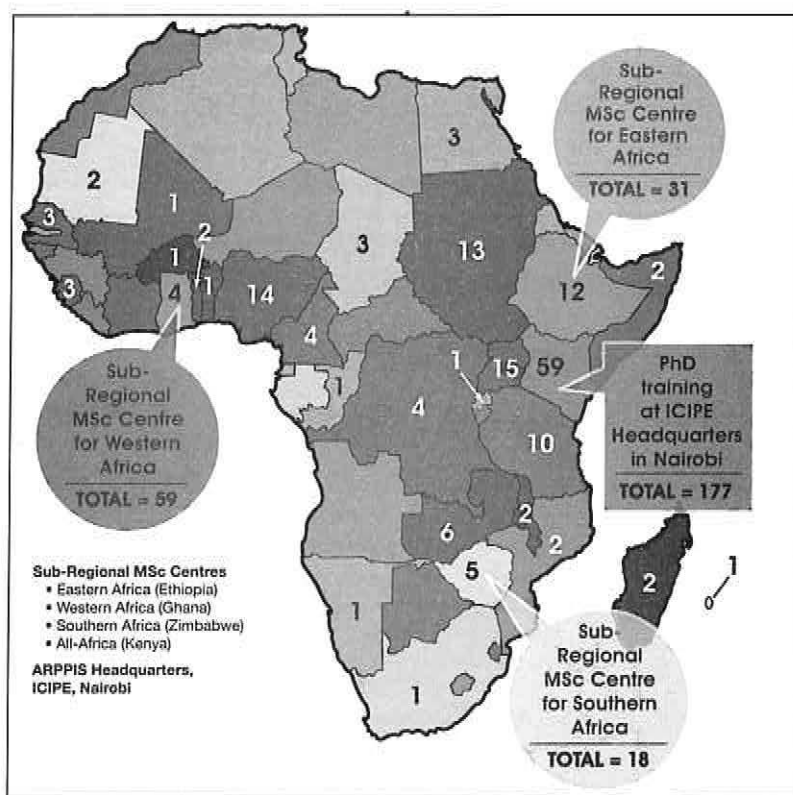 Sub-
Regional
MSc Centre
for Eastern
Africa
TOTAL = 31
3
2
1
3
2
3
13
12
2
1
3
4
1
14
4
1
15
59
1
4
10
PhD
training
at ICIPE
Headquarters
in Nairobi
TOTAL = 177
Sub-
Regional
MSc Centre
for Western
Africa
TOTAL = 59
6
2
2
5
2
1
1
1
Sub-Regional MSc Centres
• Eastern Africa (Ethiopia)
• Western Africa (Ghana)
• Southern Africa (Zimbabwe)
• All-Africa (Kenya)
ARPPIS Headquarters,
ICIPE, Nairobi
Sub-
Regional
MSc Centre
for Southern
Africa
TOTAL = 18